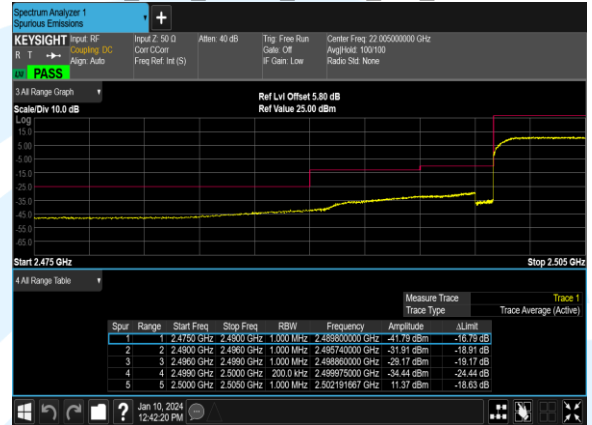 Spectrum Analyzer 1
Spurious Emissions
KEYSIGHT Input: RF Input Z: 50 Ω Atten: 40 dB Trig: Free Run Center Freq: 22.005000000 GHz
R T Coupling: DC Corr CCorr Gate: Off Avg|Hold: 100/100
Align: Auto Freq Ref: Int (S) IF Gain: Low Radio Std: None
PASS
3 All Range Graph
Ref Lvl Offset 5.80 dB
Scale/Div 10.0 dB Ref Value 25.00 dBm
Log
15.0
5.00
-5.00
-15.0
-25.0
-35.0
-45.0
-55.0
-65.0
Start 2.475 GHz Stop 2.505 GHz
4 All Range Table
Measure Trace Trace 1
Trace Type Trace Average (Active)
Spur Range Start Freq Stop Freq RBW Frequency Amplitude ΔLimit
1 1 2.4750 GHz 2.4900 GHz 1.000 MHz 2.489800000 GHz -41.79 dBm -16.79 dB
2 2 2.4900 GHz 2.4960 GHz 1.000 MHz 2.495740000 GHz -31.91 dBm -18.91 dB
3 3 2.4960 GHz 2.4990 GHz 1.000 MHz 2.498860000 GHz -29.17 dBm -19.17 dB
4 4 2.4990 GHz 2.5000 GHz 200.0 kHz 2.499975000 GHz -34.44 dBm -24.44 dB
5 5 2.5000 GHz 2.5050 GHz 1.000 MHz 2.502191667 GHz 11.37 dBm -18.63 dB
Jan 10, 2024
12:42:20 PM